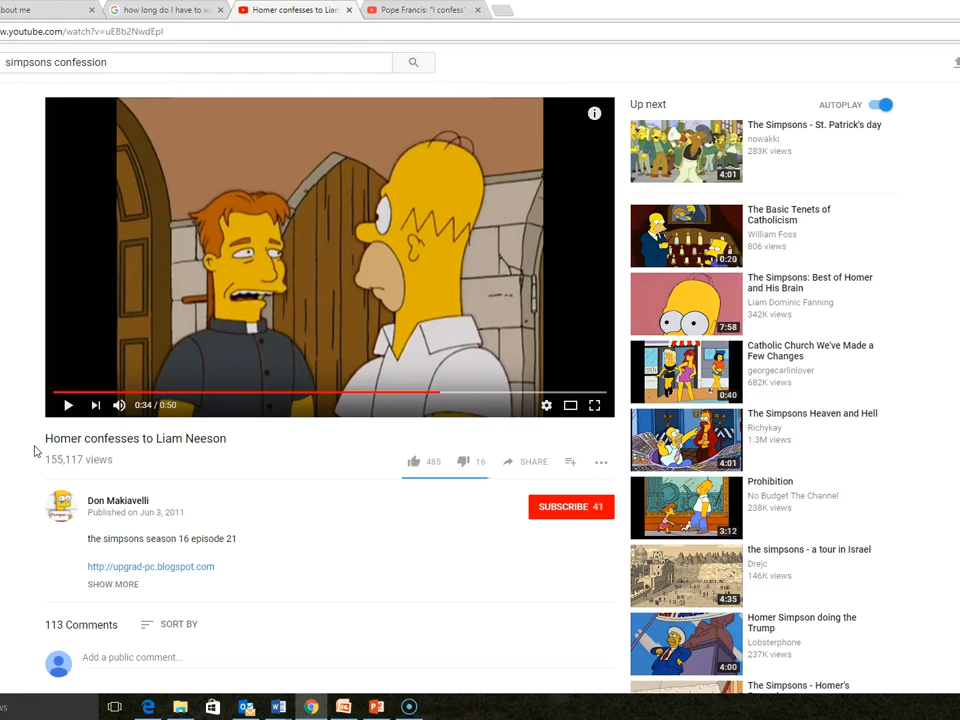 bout me
how long do I have to w
Homer confesses to Liam
Pope Francis: "I confess"
w.youtube.com/watch?v=uEBb2NwdEpI
simpsons confession
0:34 / 0:50
Homer confesses to Liam Neeson
155,117 views
485
16
SHARE
Don Makiavelli
Published on Jun 3, 2011
SUBSCRIBE 41
the simpsons season 16 episode 21
http://upgrad-pc.blogspot.com
SHOW MORE
113 Comments
SORT BY
Add a public comment...
Up next
AUTOPLAY
The Simpsons - St. Patrick's day
nowakki
283K views
4:01
The Basic Tenets of
Catholicism
William Foss
806 views
0:20
The Simpsons: Best of Homer
and His Brain
Liam Dominic Fanning
342K views
7:58
Catholic Church We've Made a
Few Changes
georgecarlinlover
682K views
0:40
The Simpsons Heaven and Hell
Richykay
1.3M views
4:01
Prohibition
No Budget The Channel
238K views
3:12
the simpsons - a tour in Israel
Drejc
146K views
4:35
Homer Simpson doing the
Trump
Lobsterphone
237K views
4:00
The Simpsons - Homer's
ws